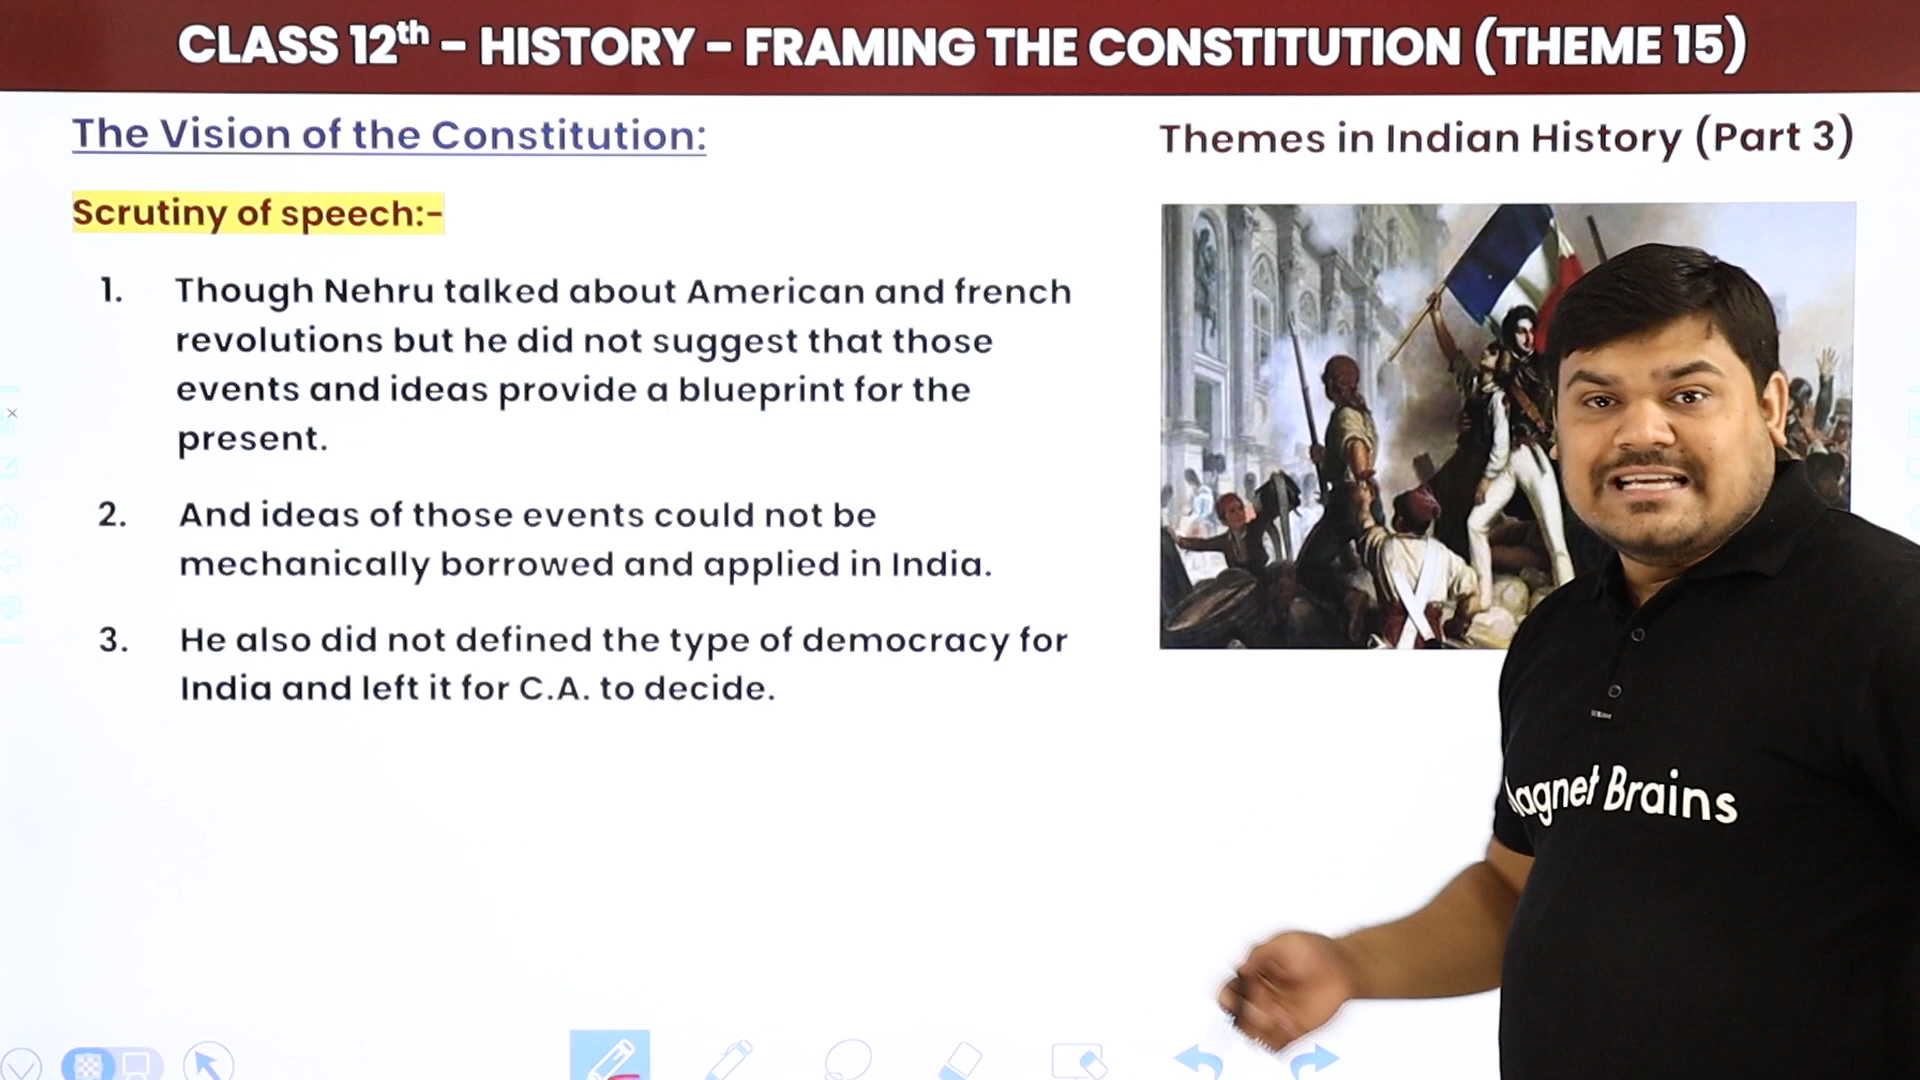 CLASS 12th – HISTORY – FRAMING THE CONSTITUTION (THEME 15)
The Vision of the Constitution:
Themes in Indian History (Part 3)
Scrutiny of speech:-
1. Though Nehru talked about American and french
revolutions but he did not suggest that those
events and ideas provide a blueprint for the
present.
2. And ideas of those events could not be
mechanically borrowed and applied in India.
3. He also did not defined the type of democracy for
India and left it for C.A. to decide.
agnet Brains